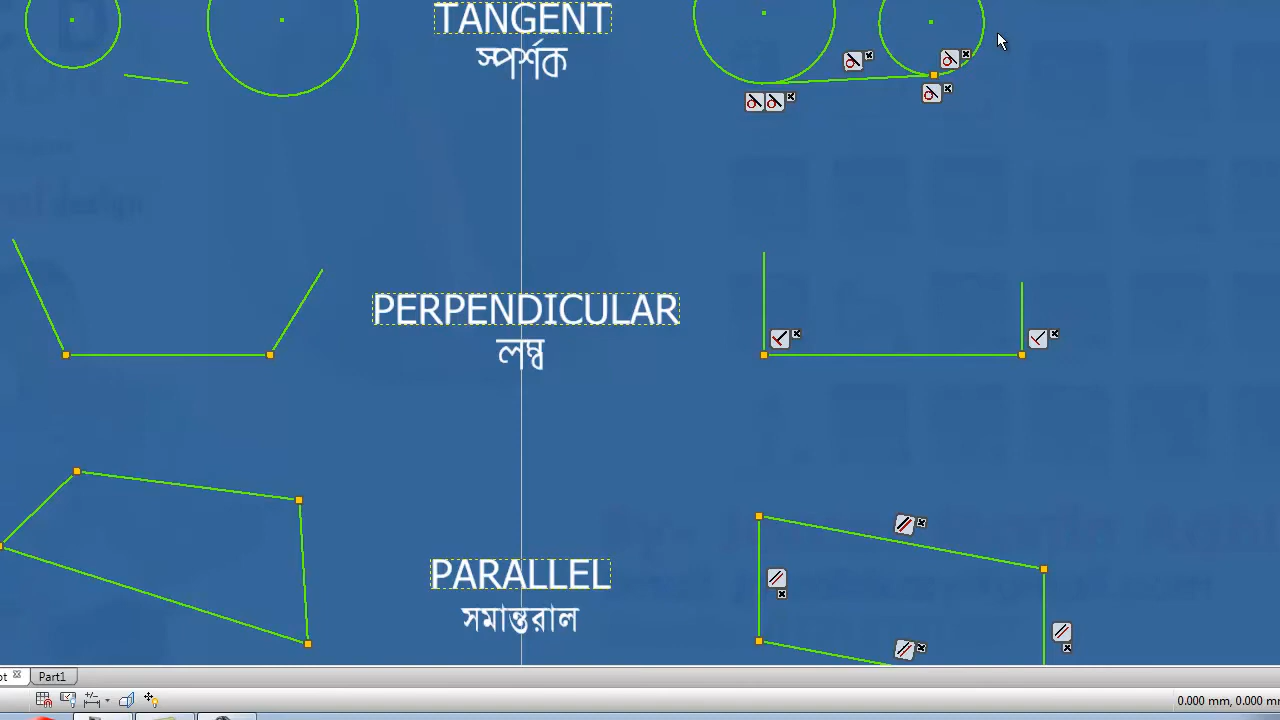 TANGENT
স্পর্শক
PERPENDICULAR
লম্ব
PARALLEL
সমান্তরাল
Part1
0.000 mm, 0.000 mm